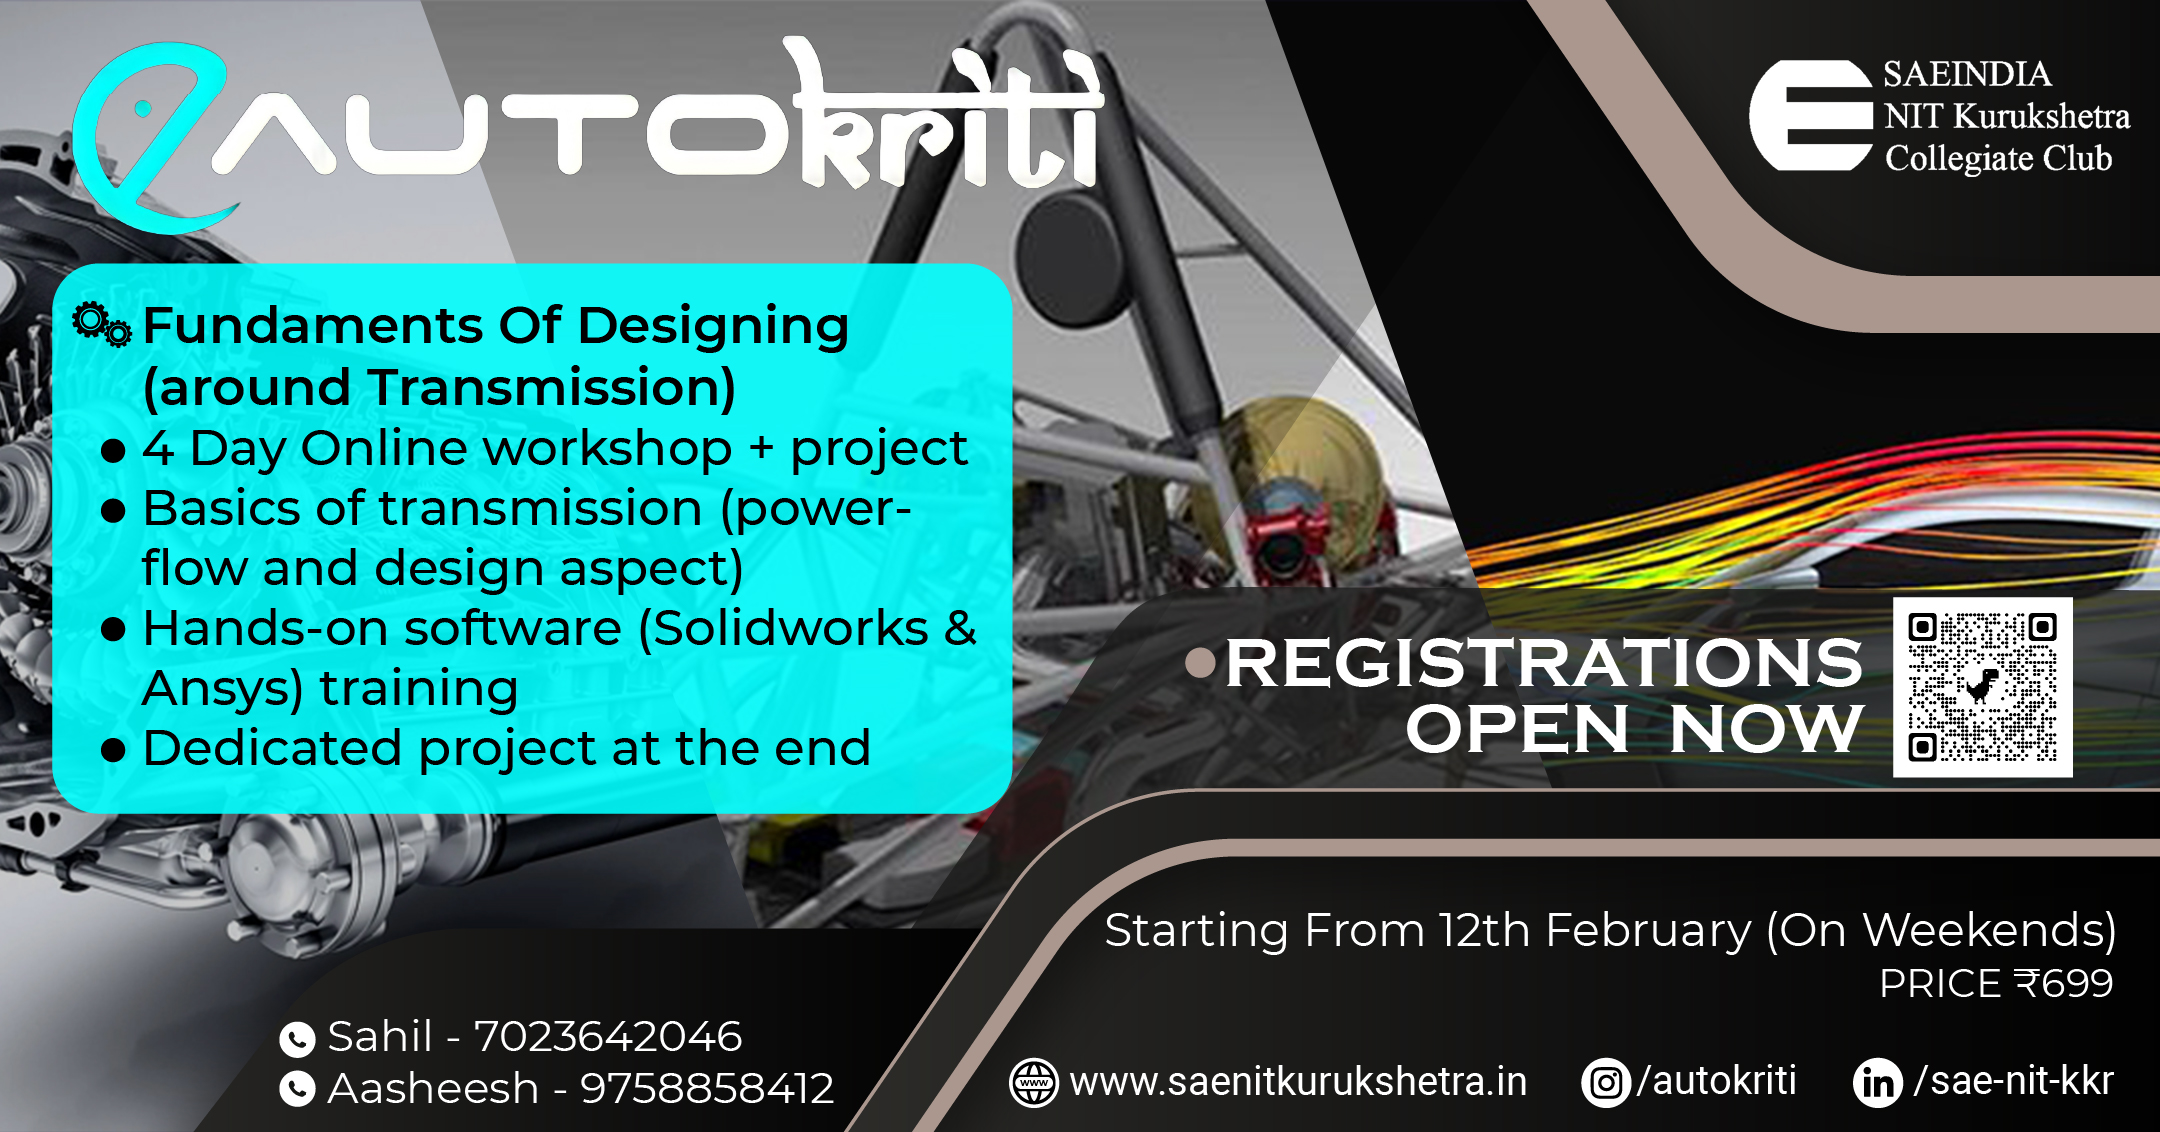 eAUTOkriti
SAEINDIA
NIT Kurukshetra
Collegiate Club
Fundaments Of Designing
(around Transmission)
● 4 Day Online workshop + project
● Basics of transmission (power-
flow and design aspect)
● Hands-on software (Solidworks &
Ansys) training
● Dedicated project at the end
●REGISTRATIONS
OPEN NOW
Starting From 12th February (On Weekends)
PRICE ₹699
Sahil - 7023642046
Aasheesh - 9758858412
www www.saenitkurukshetra.in /autokriti in /sae-nit-kkr